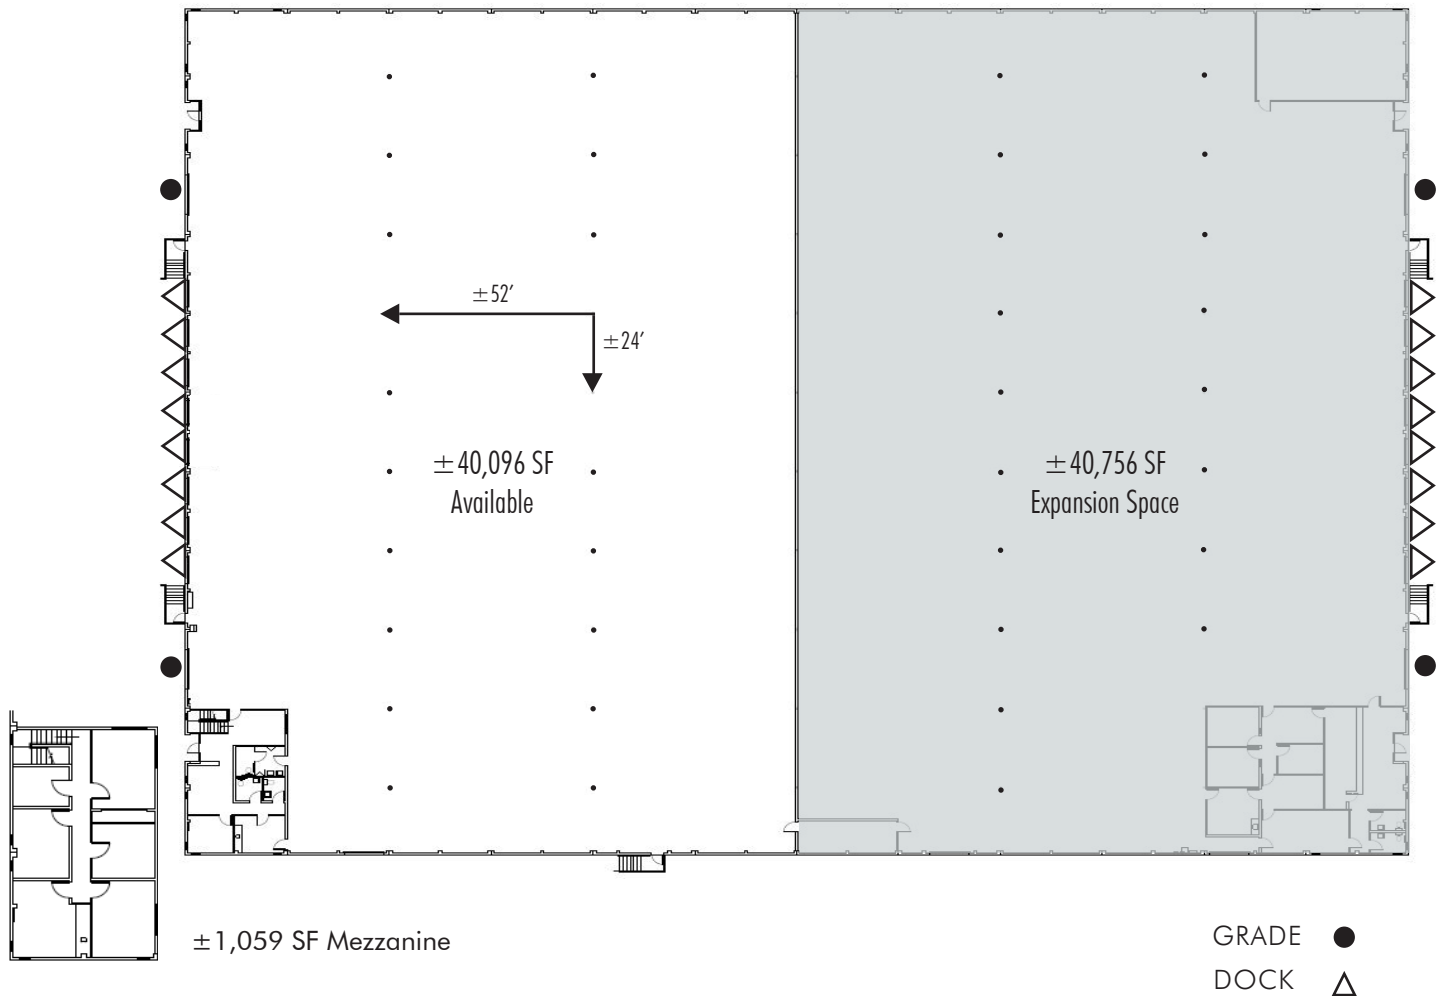 ±52′
±24′
±40,096 SF
Available
±40,756 SF
Expansion Space
±1,059 SF Mezzanine
GRADE
DOCK